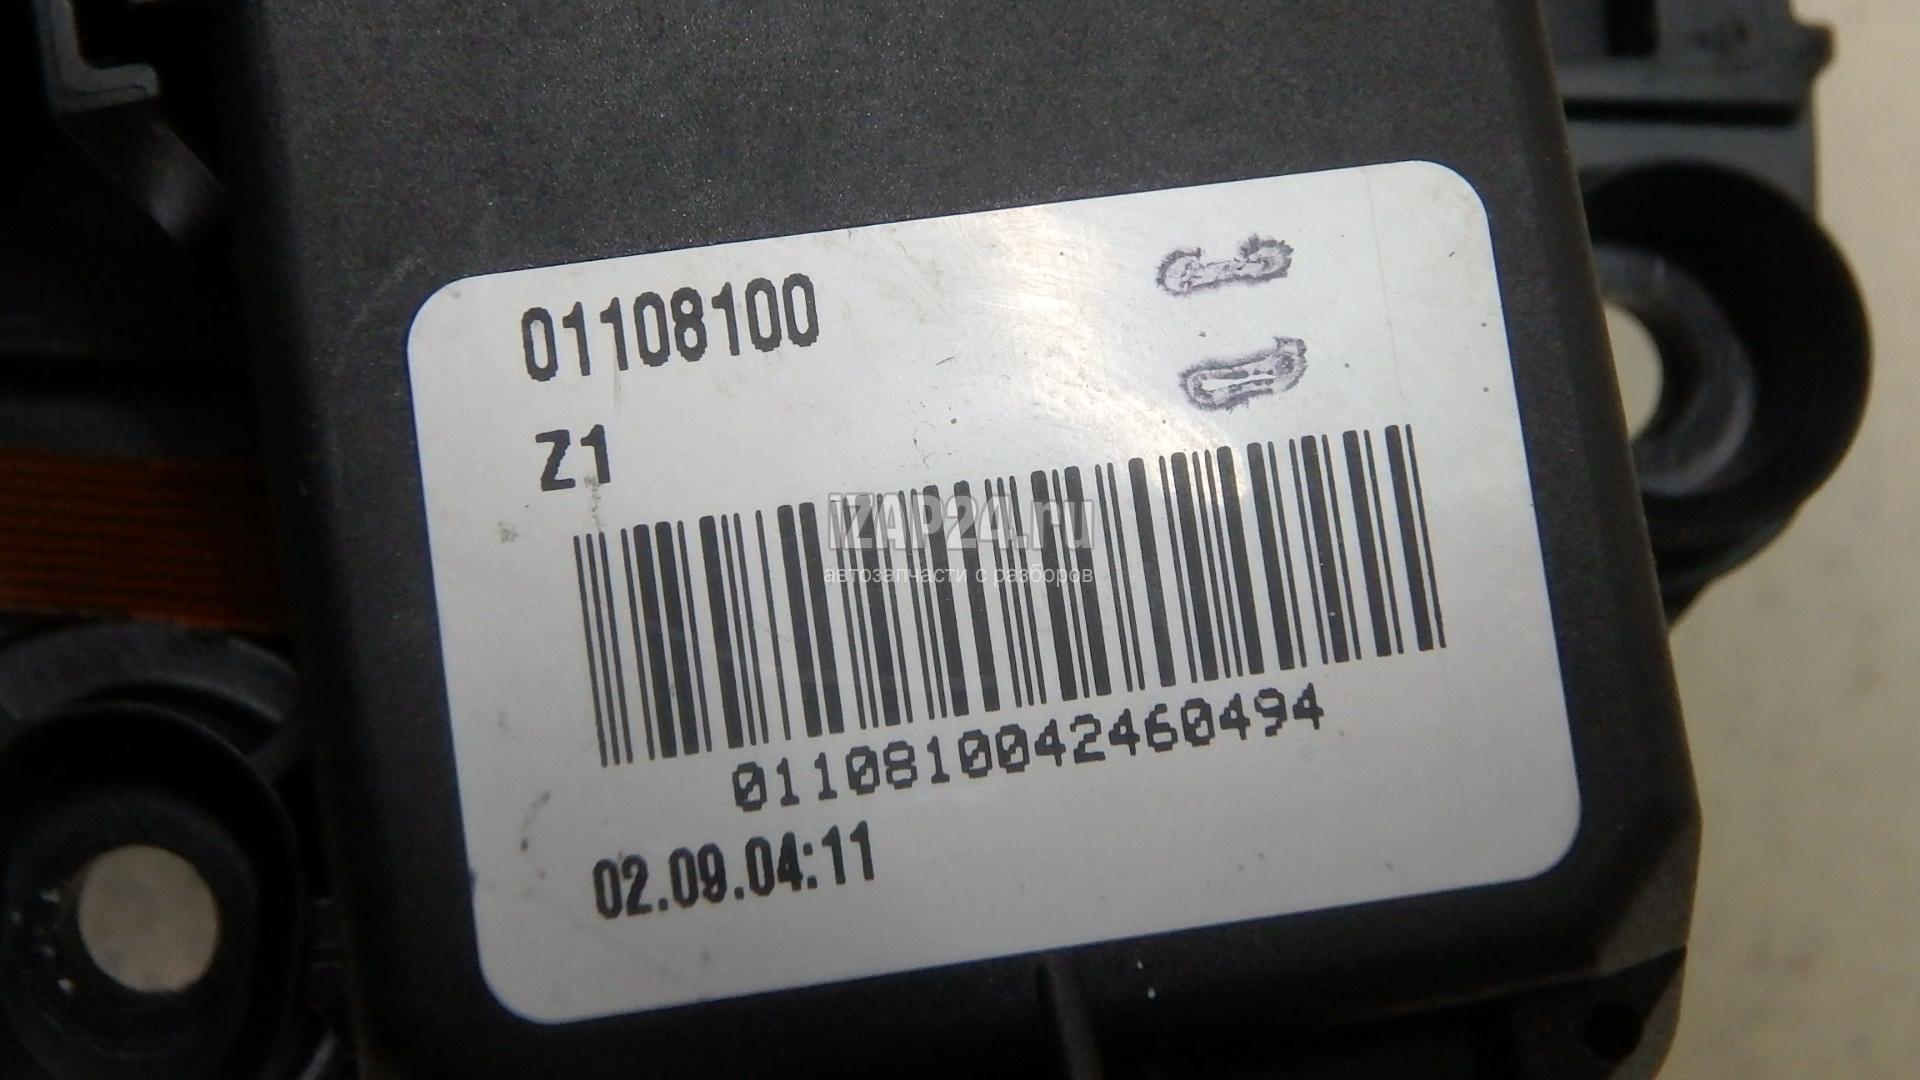 01108100
Z1
iZAP24.ru
автозапчасти с разборов
0110810042460494
02.09.04:11